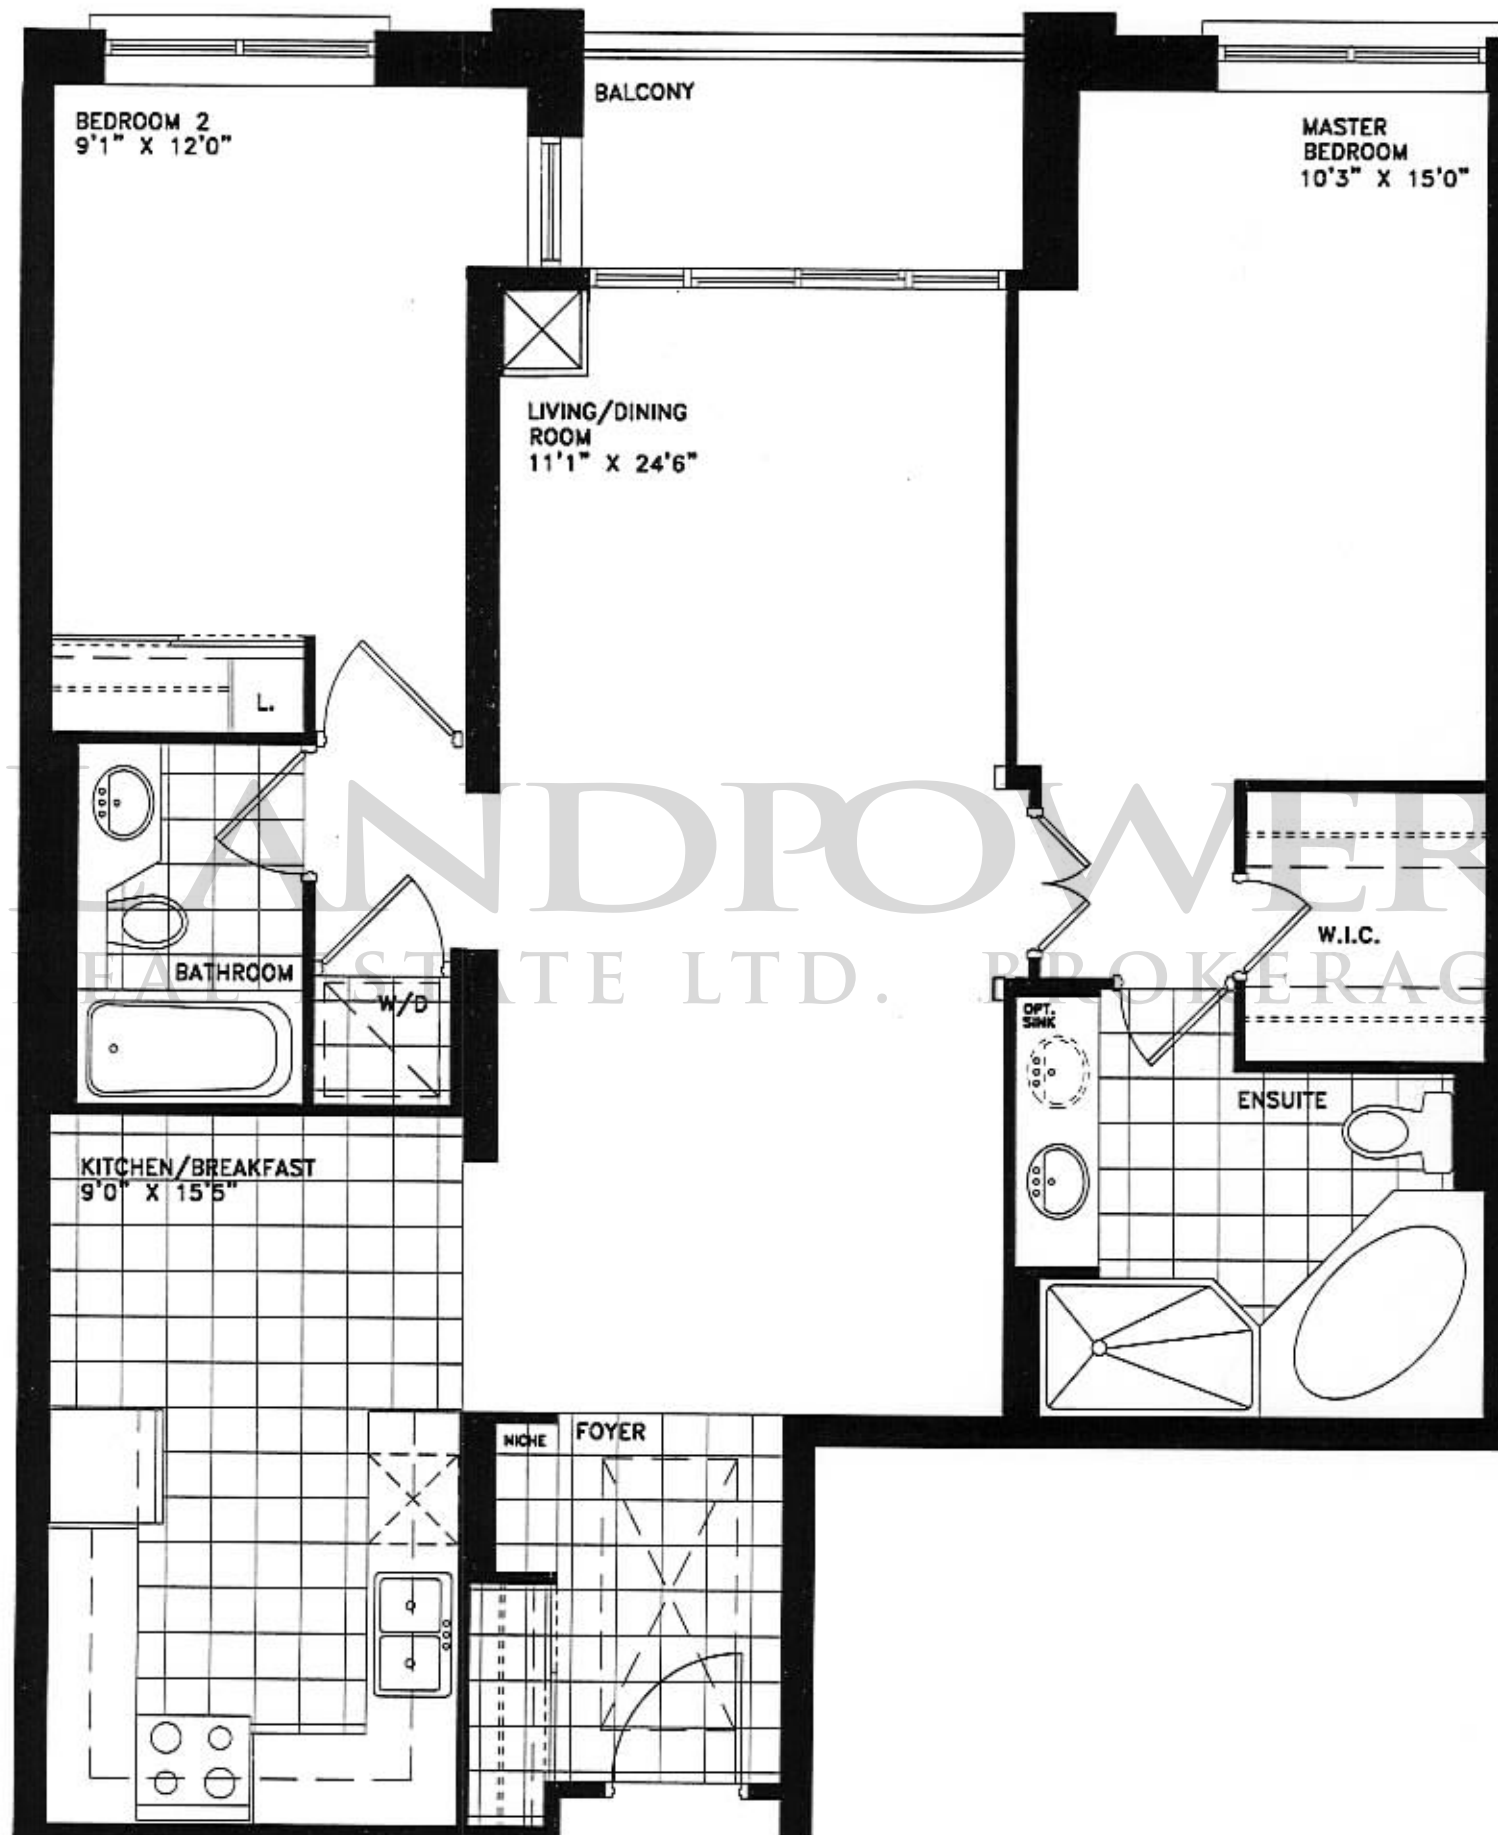 BALCONY
BEDROOM 2
9'1" X 12'0"
MASTER
BEDROOM
10'3" X 15'0"
LIVING/DINING
ROOM
11'1" X 24'6"
L.
LANDPOWER
REAL ESTATE LTD. BROKERAG
W.I.C.
BATHROOM
W/D
OPT.
SINK
ENSUITE
KITCHEN/BREAKFAST
9'0" X 15'5"
NICHE
FOYER